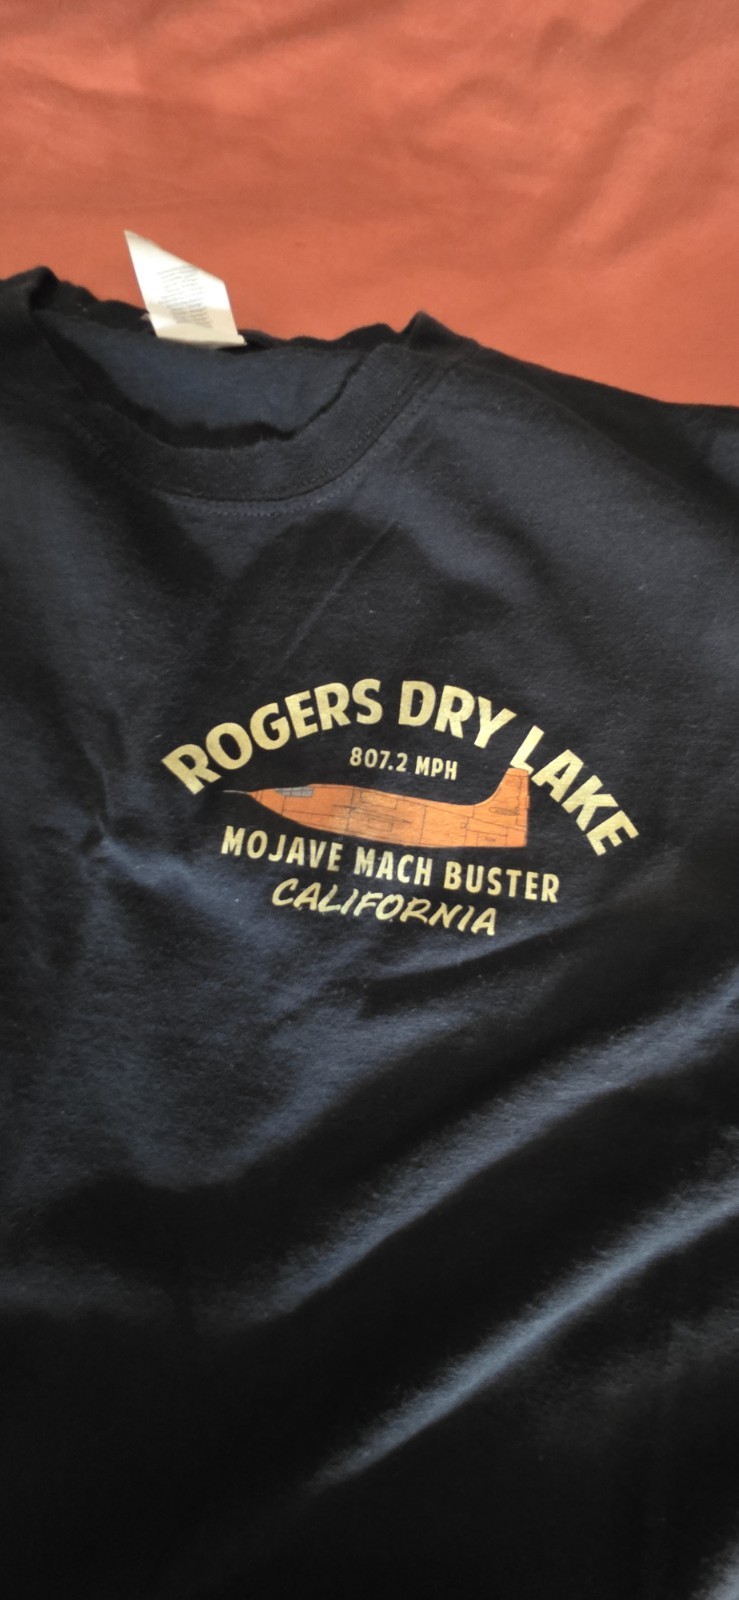 ROGERS DRY LAKE
807.2 MPH
MOJAVE MACH BUSTER
CALIFORNIA